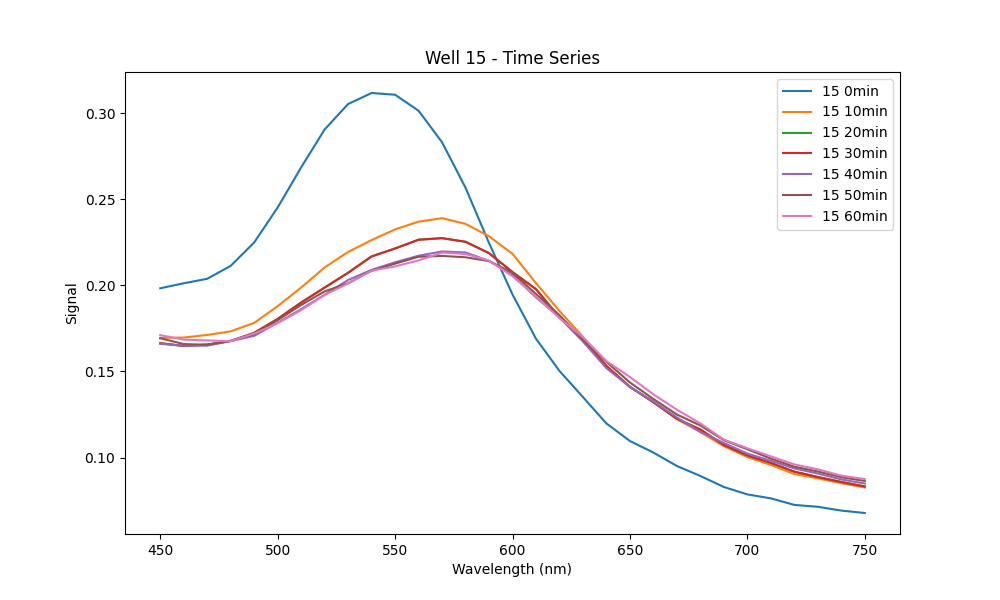 Well 15 - Time Series
Signal
0.30
0.25
0.20
0.15
0.10
15 0min
15 10min
15 20min
15 30min
15 40min
15 50min
15 60min
450
500
550
600
650
700
750
Wavelength (nm)